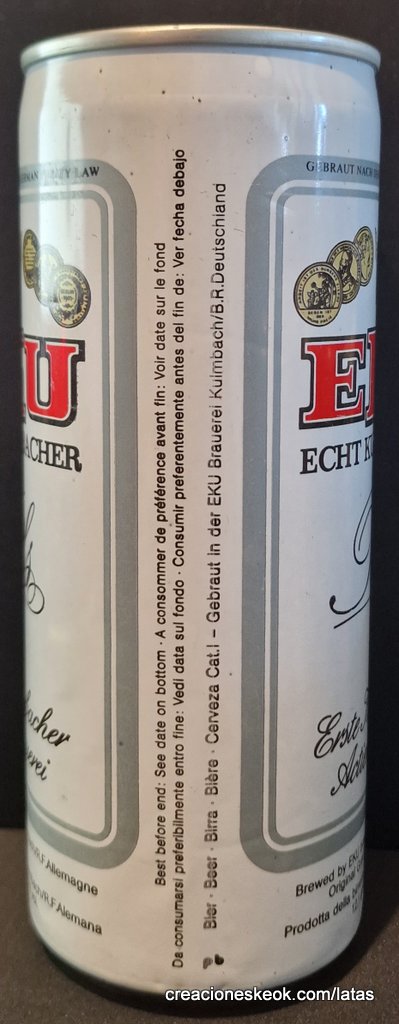 GERMAN PURITY LAW
KU
ACHER
acher
erei
R.F.Allemagne
R.F.Alemana
Best before end: See date on bottom · A consommer de préférence avant fin: Voir date sur le fond
Da consumarsi preferibilmente entro fine: Vedi data sul fondo · Consumir preferentemente antes del fin de: Ver fecha debajo
Bier · Beer · Birra · Bière · Cerveza Cat.I – Gebraut in der EKU Brauerei Kulmbach/B.R.Deutschland
GEBRAUT NACH
E
ECHT K
Erste
Actie
Brewed by EKU
Original
Prodotta della
creacioneskeok.com/latas